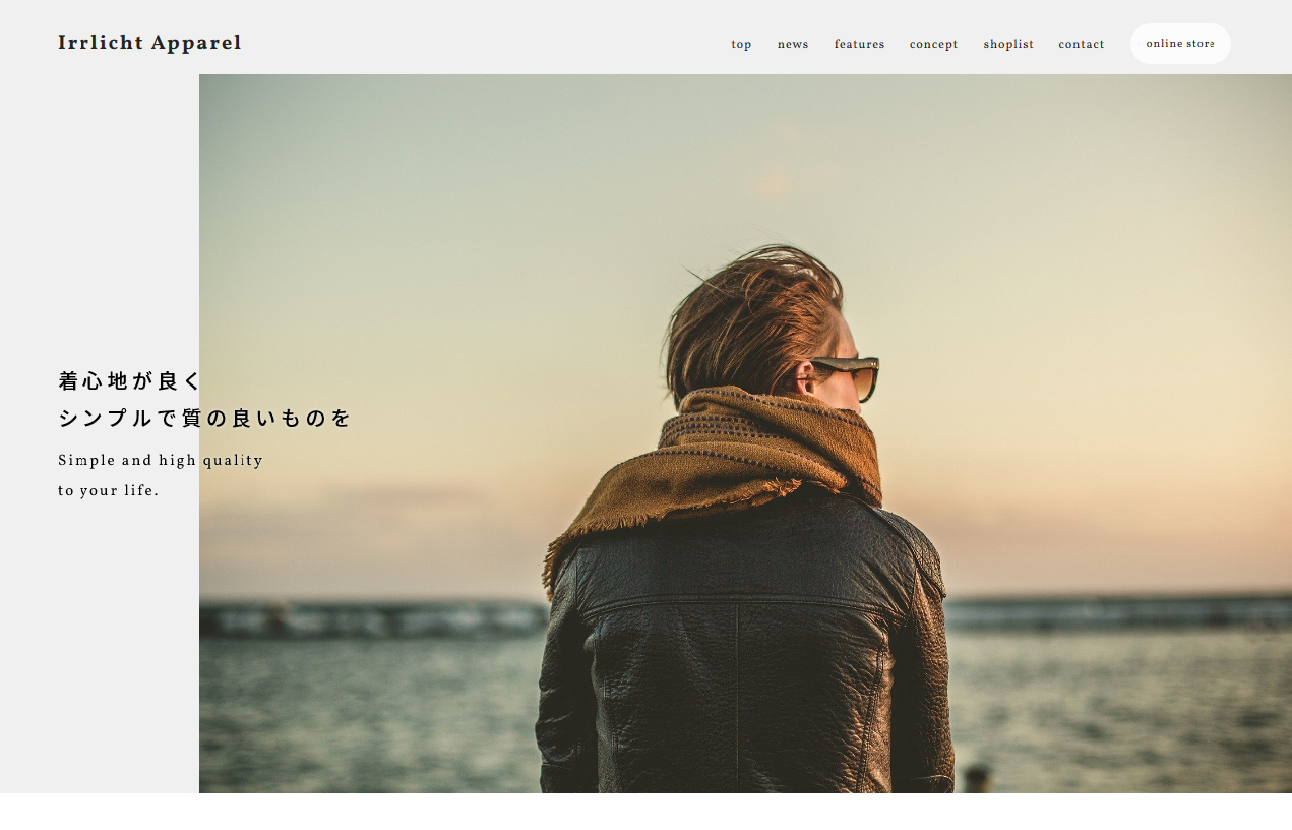 Irrlicht Apparel
top news features concept shoplist contact online store
着心地が良く
シンプルで質の良いものを
Simple and high quality
to your life.